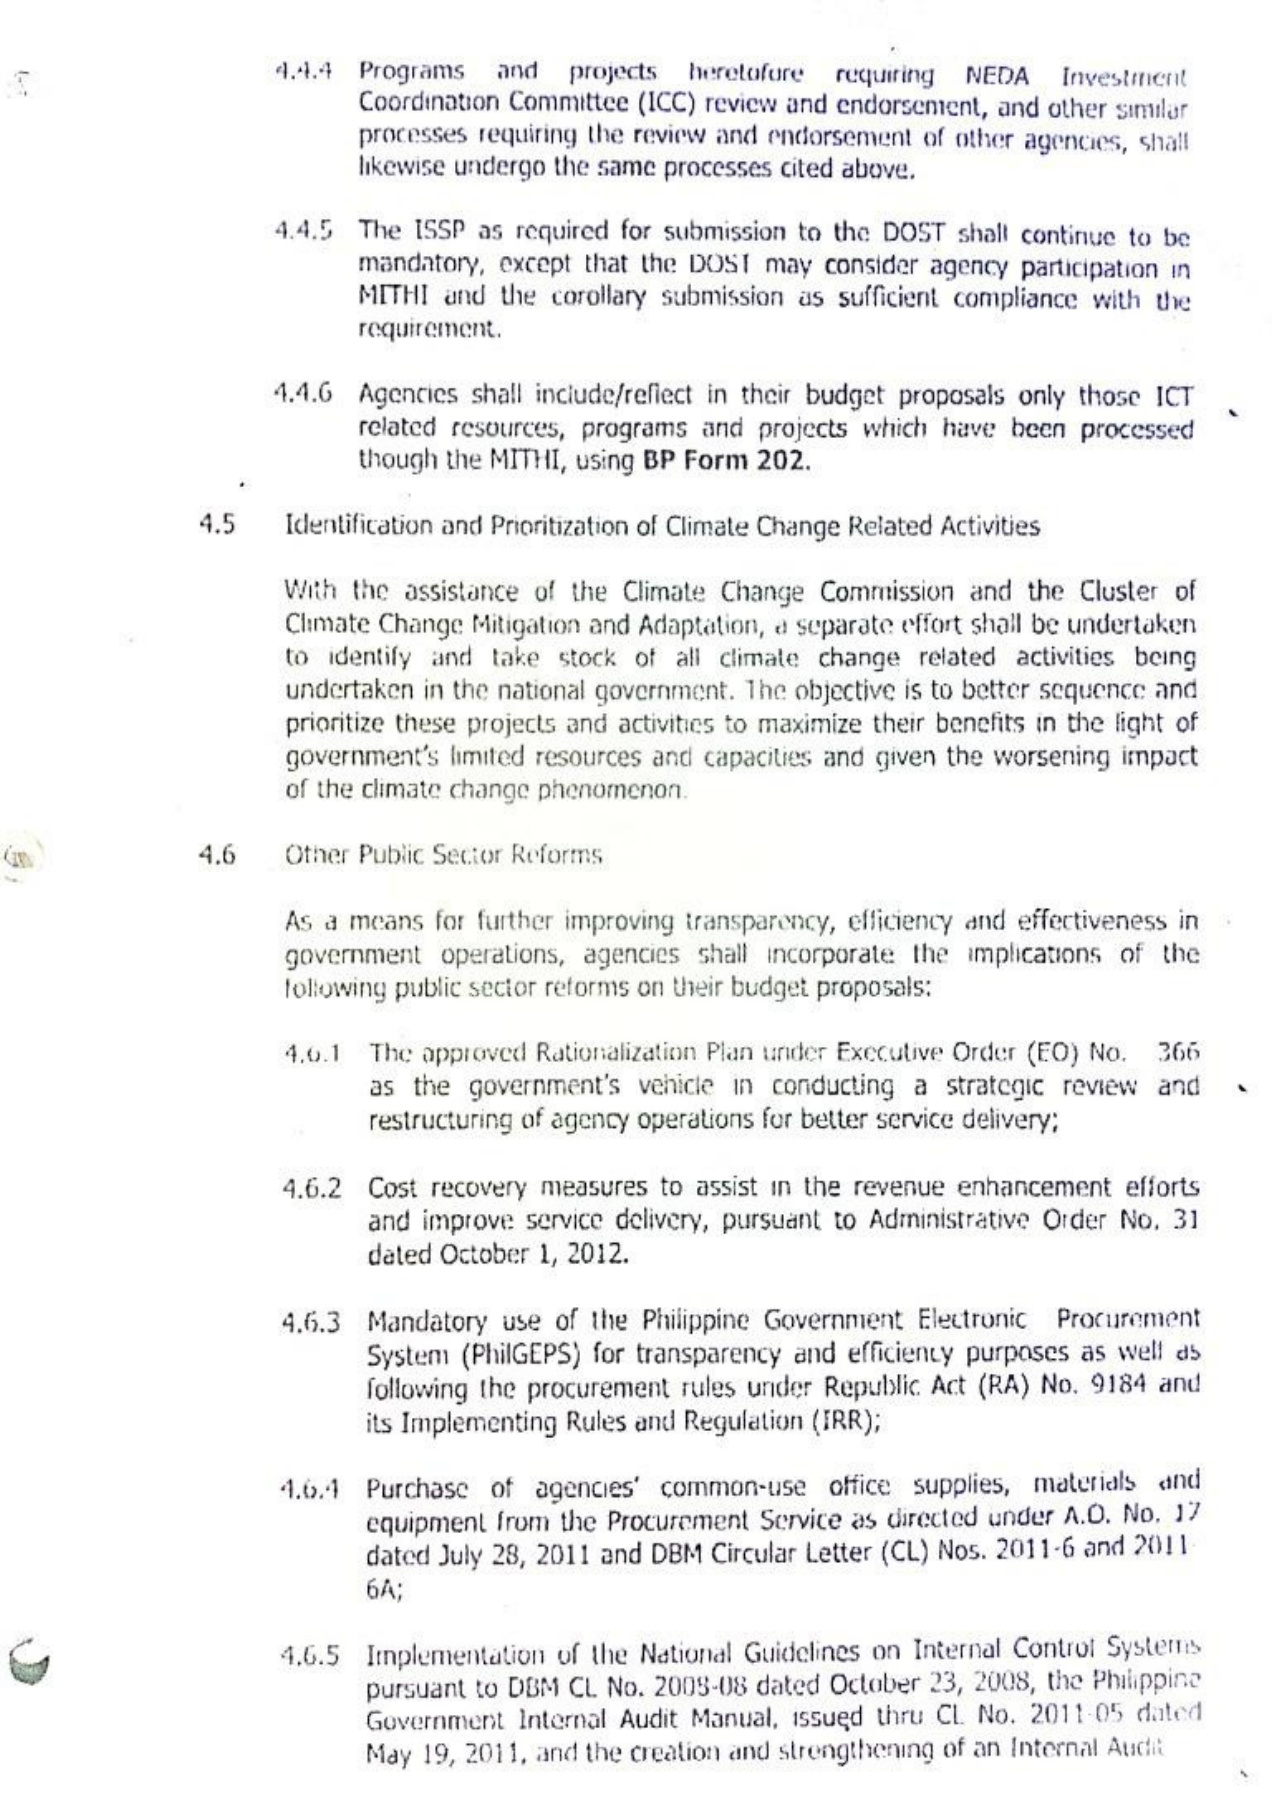 4.4.4 Programs and projects heretofore requiring NEDA Investment
Coordination Committee (ICC) review and endorsement, and other similar
processes requiring the review and endorsement of other agencies, shall
likewise undergo the same processes cited above.
4.4.5 The ISSP as required for submission to the DOST shall continue to be
mandatory, except that the DOST may consider agency participation in
MITHI and the corollary submission as sufficient compliance with the
requirement.
4.4.6 Agencies shall include/reflect in their budget proposals only those ICT
related resources, programs and projects which have been processed
though the MITHI, using BP Form 202.
4.5 Identification and Prioritization of Climate Change Related Activities
With the assistance of the Climate Change Commission and the Cluster of
Climate Change Mitigation and Adaptation, a separate effort shall be undertaken
to identify and take stock of all climate change related activities being
undertaken in the national government. The objective is to better sequence and
prioritize these projects and activities to maximize their benefits in the light of
government's limited resources and capacities and given the worsening impact
of the climate change phenomenon.
4.6 Other Public Sector Reforms
As a means for further improving transparency, efficiency and effectiveness in
government operations, agencies shall incorporate the implications of the
following public sector reforms on their budget proposals:
4.6.1 The approved Rationalization Plan under Executive Order (EO) No. 366
as the government's vehicle in conducting a strategic review and
restructuring of agency operations for better service delivery;
4.6.2 Cost recovery measures to assist in the revenue enhancement efforts
and improve service delivery, pursuant to Administrative Order No. 31
dated October 1, 2012.
4.6.3 Mandatory use of the Philippine Government Electronic Procurement
System (PhilGEPS) for transparency and efficiency purposes as well as
following the procurement rules under Republic Act (RA) No. 9184 and
its Implementing Rules and Regulation (IRR);
4.6.4 Purchase of agencies' common-use office supplies, materials and
equipment from the Procurement Service as directed under A.O. No. 17
dated July 28, 2011 and DBM Circular Letter (CL) Nos. 2011-6 and 2011-
6A;
4.6.5 Implementation of the National Guidelines on Internal Control Systems
pursuant to DBM CL No. 2008-08 dated October 23, 2008, the Philippine
Government Internal Audit Manual, issued thru CL No. 2011-05 dated
May 19, 2011, and the creation and strengthening of an Internal Audit